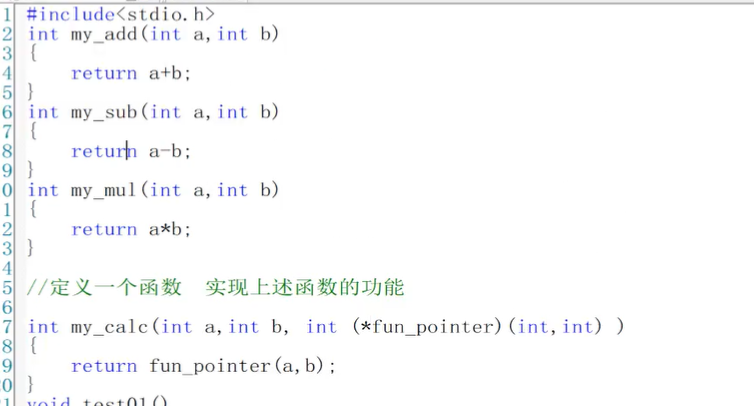 1 #include<stdio.h>
2 int my_add(int a,int b)
3 {
4     return a+b;
5 }
6 int my_sub(int a,int b)
7 {
8     return a-b;
9 }
0 int my_mul(int a,int b)
1 {
2     return a*b;
3 }
4
5 //定义一个函数  实现上述函数的功能
6
7 int my_calc(int a,int b, int (*fun_pointer)(int,int) )
8 {
9     return fun_pointer(a,b);
0 }
1 void test01()